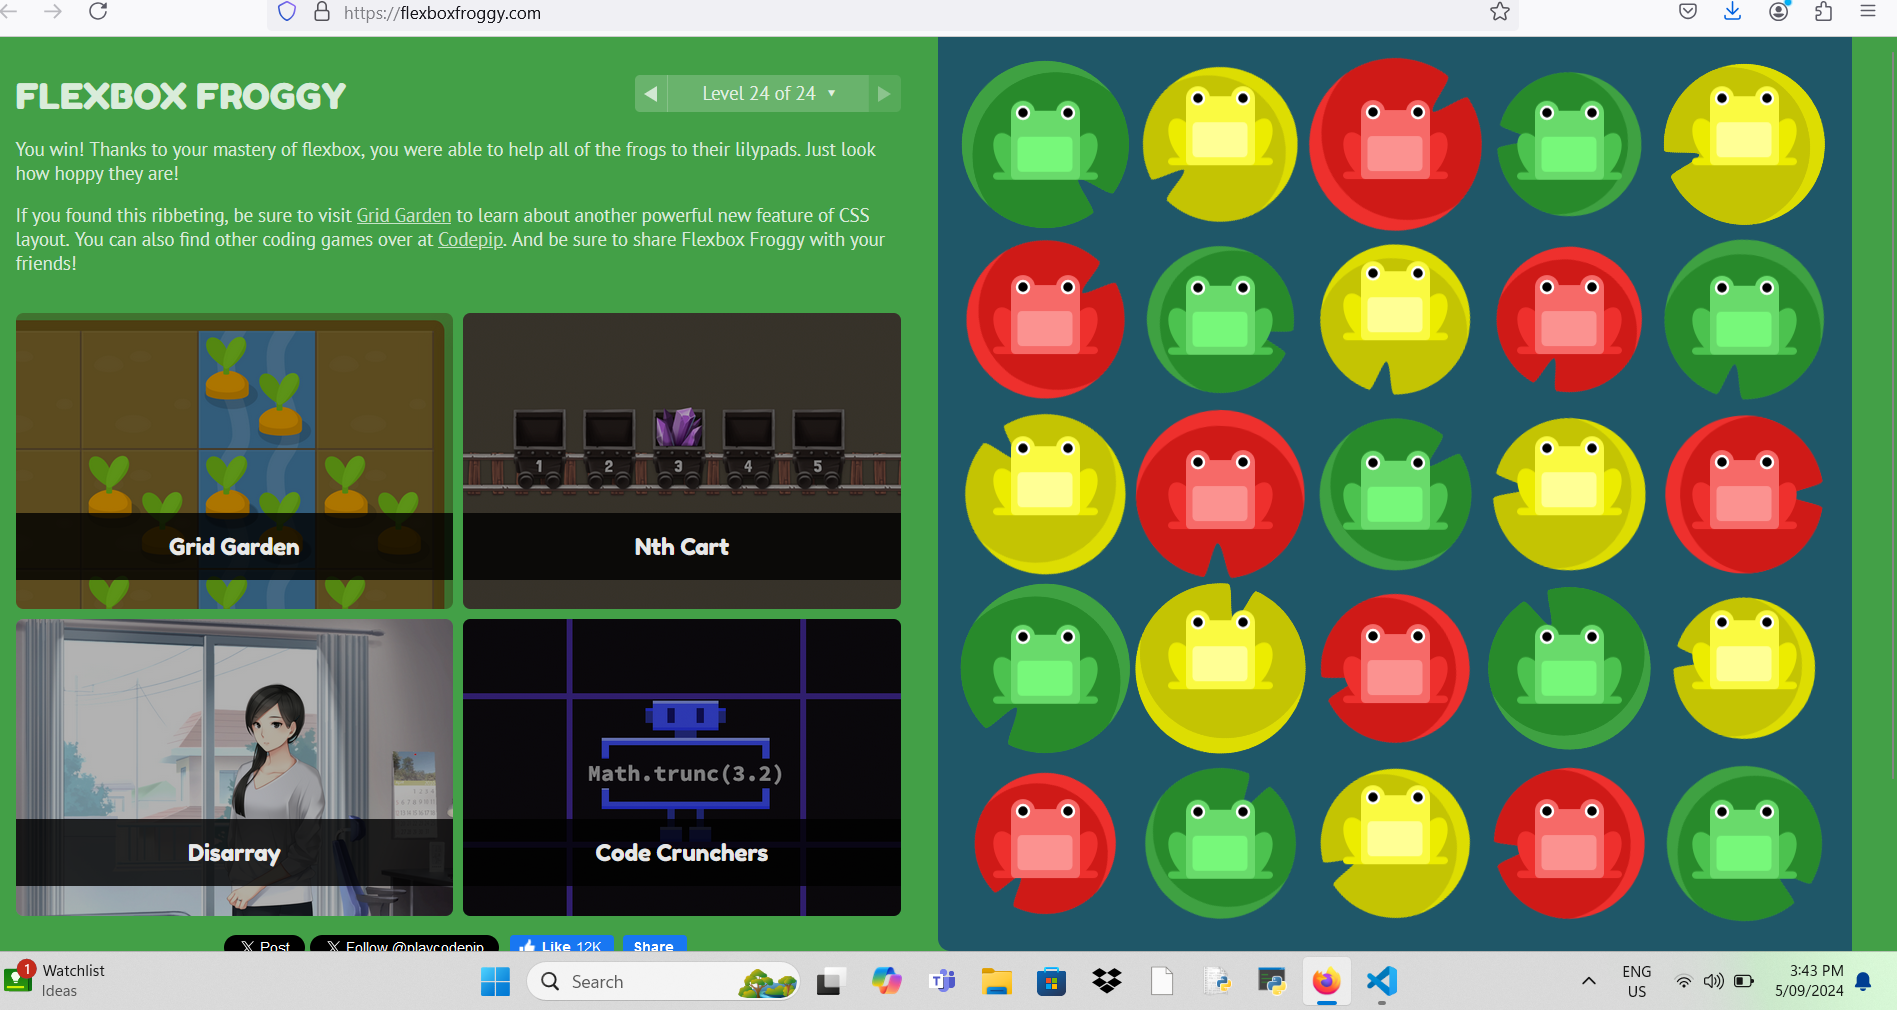 https://flexboxfroggy.com
FLEXBOX FROGGY
Level 24 of 24
You win! Thanks to your mastery of flexbox, you were able to help all of the frogs to their lilypads. Just look
how hoppy they are!
If you found this ribbeting, be sure to visit Grid Garden to learn about another powerful new feature of CSS
layout. You can also find other coding games over at Codepip. And be sure to share Flexbox Froggy with your
friends!
1 2 3 4 5
Grid Garden
Nth Cart
Math.trunc(3.2)
Disarray
Code Crunchers
X Post
X Follow @playcodepip
Like 12K
Share
1
Watchlist
Ideas
Search
ENG
US
3:43 PM
5/09/2024